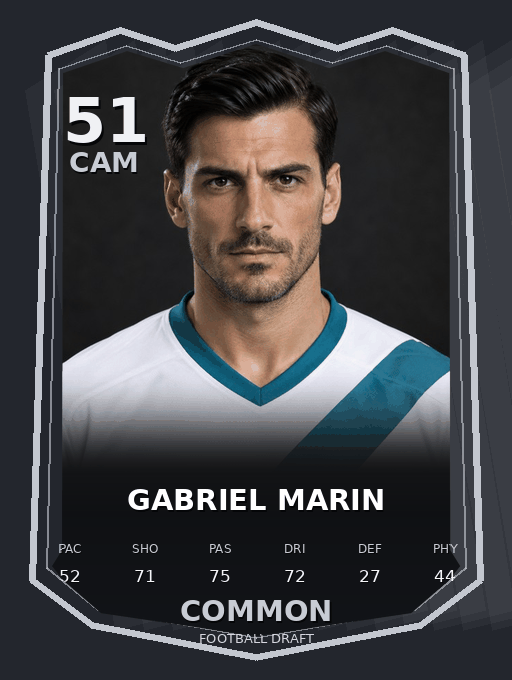 51
CAM
GABRIEL MARIN
PAC SHO PAS DRI DEF PHY
52 71 75 72 27 44
COMMON
FOOTBALL DRAFT